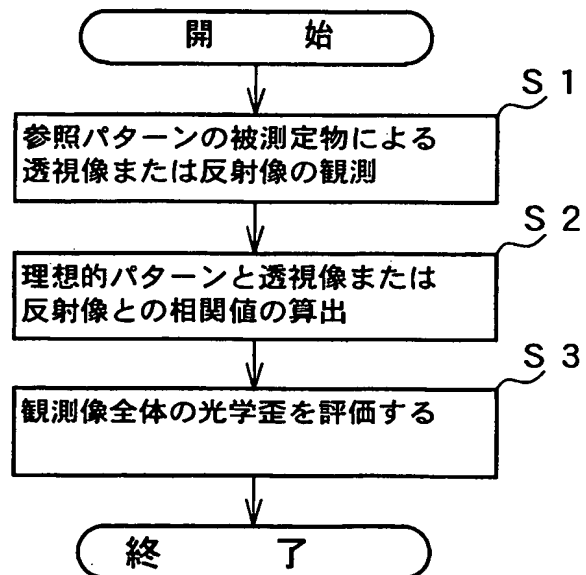 開始
S1
参照パターンの被測定物による
透視像または反射像の観測
S2
理想的パターンと透視像または
反射像との相関値の算出
S3
観測像全体の光学歪を評価する
終了